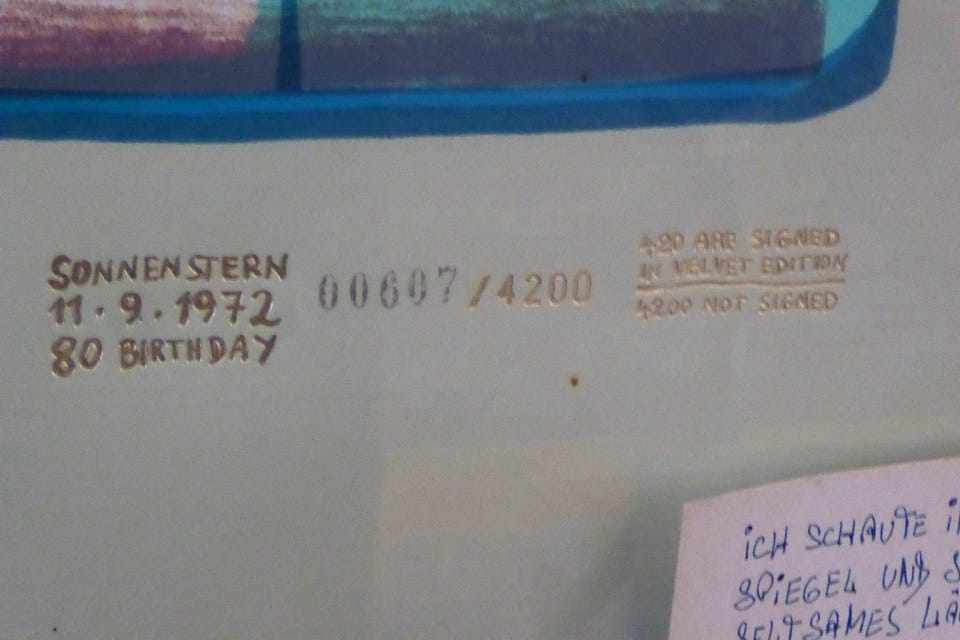 SONNENSTERN
11.9.1972
80 BIRTHDAY
00607/4200
420 ARE SIGNED
IN VELVET EDITION
4200 NOT SIGNED
ICH SCHAUTE
SPIEGEL UND
SELTSAMES